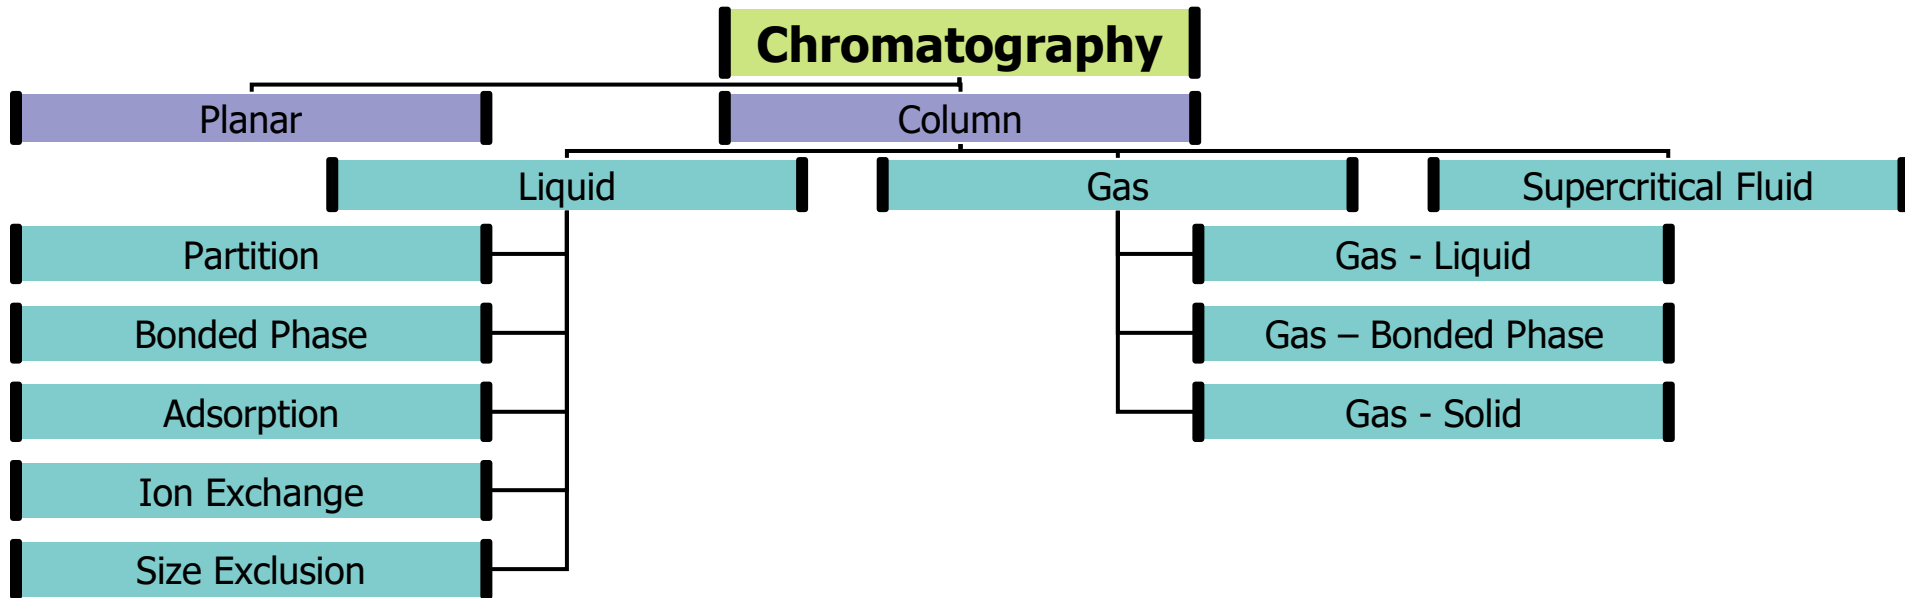 Chromatography
Planar
Column
Liquid
Gas
Supercritical Fluid
Partition
Gas - Liquid
Bonded Phase
Gas – Bonded Phase
Adsorption
Gas - Solid
Ion Exchange
Size Exclusion